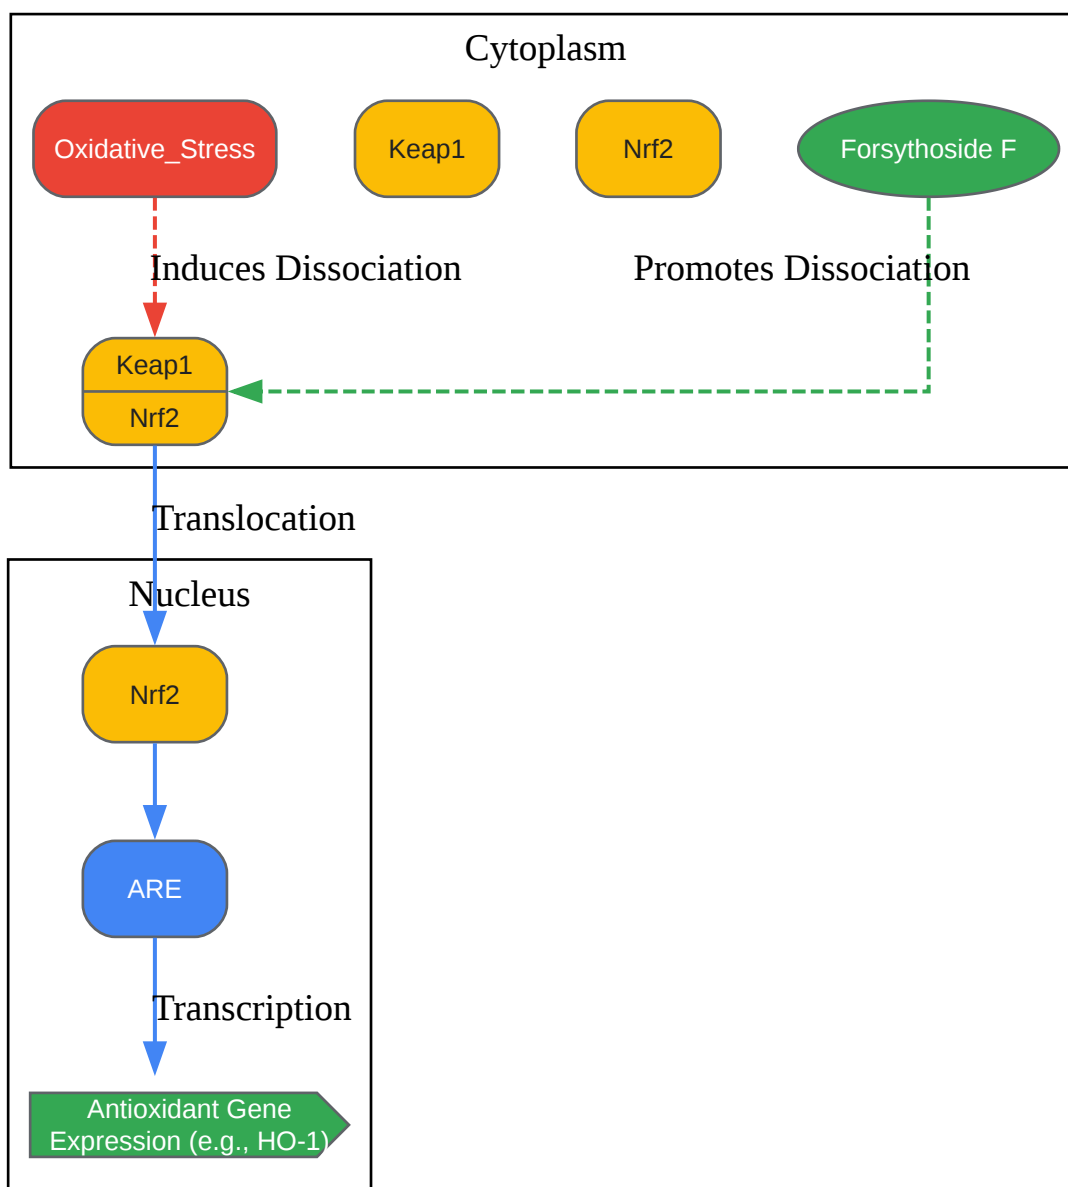 Cytoplasm
Oxidative_Stress
Keap1
Nrf2
Forsythoside F
Induces Dissociation
Promotes Dissociation
Keap1
Nrf2
Translocation
Nucleus
Nrf2
ARE
Transcription
Antioxidant Gene
Expression (e.g., HO-1)